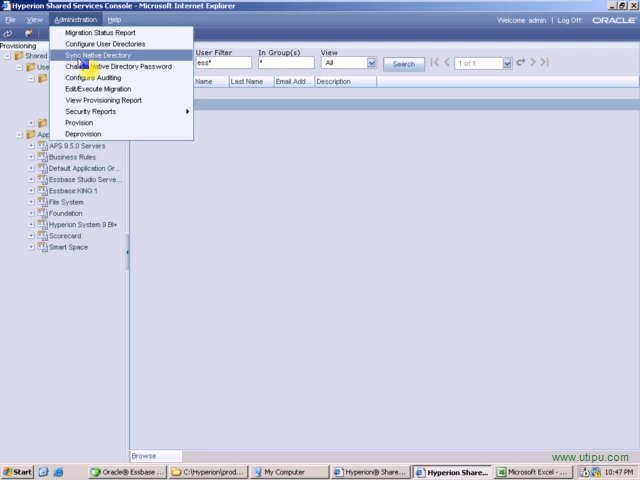 Hyperion Shared Services Console - Microsoft Internet Explorer
File View Administration Help
Welcome admin | Log Off ORACLE
Migration Status Report
Configure User Directories
Sync Native Directory
Native Directory Password
Configure Auditing
Edit/Execute Migration
View Provisioning Report
Security Reports
Provision
Deprovision
Provisioning
Shared
User Filter In Group(s) View
ess* * All Search 1 of 1
Name Last Name Email Add... Description
APS 9.5.0 Servers
Business Rules
Default Application Gr...
Essbase Studio Serve...
Essbase:KING:1
File System
Foundation
Hyperion System 9 BI+
Scorecard
Smart Space
Browse
www.utipu.com
Start Oracle® Essbase ... C:\Hyperion\prod... My Computer Hyperion® Share... Hyperion Share... Microsoft Excel - ... 10:47 PM